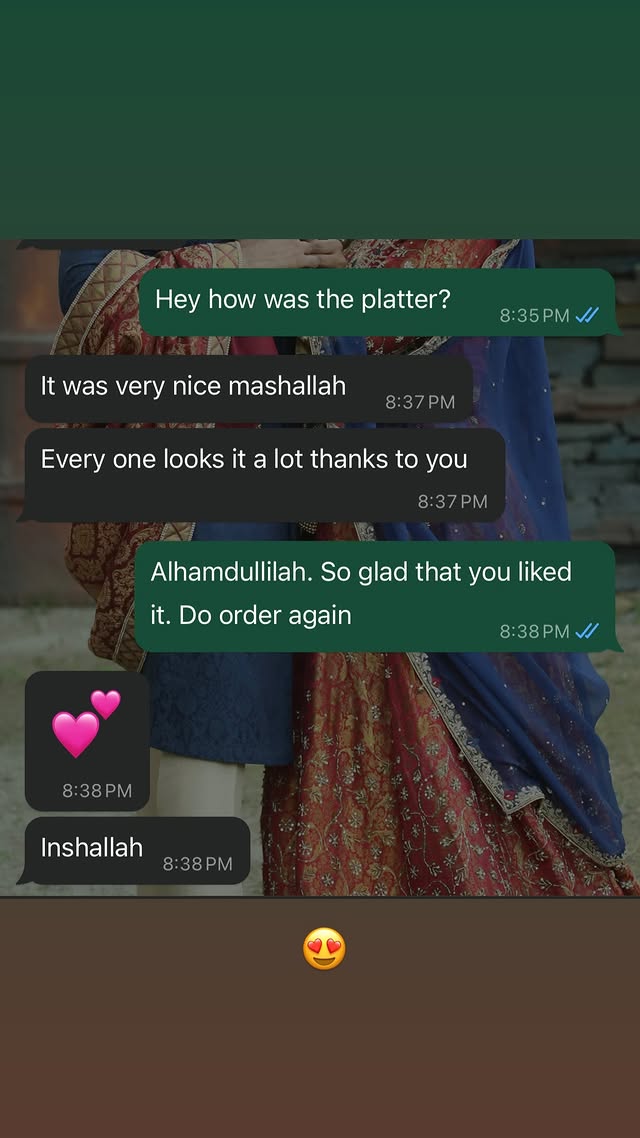 Hey how was the platter?
8:35 PM
It was very nice mashallah
8:37 PM
Every one looks it a lot thanks to you
8:37 PM
Alhamdullilah. So glad that you liked
it. Do order again
8:38 PM
💕
8:38 PM
Inshallah
8:38 PM
😍